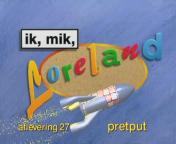 ik, mik,
Loreland
aflevering 27 pretput